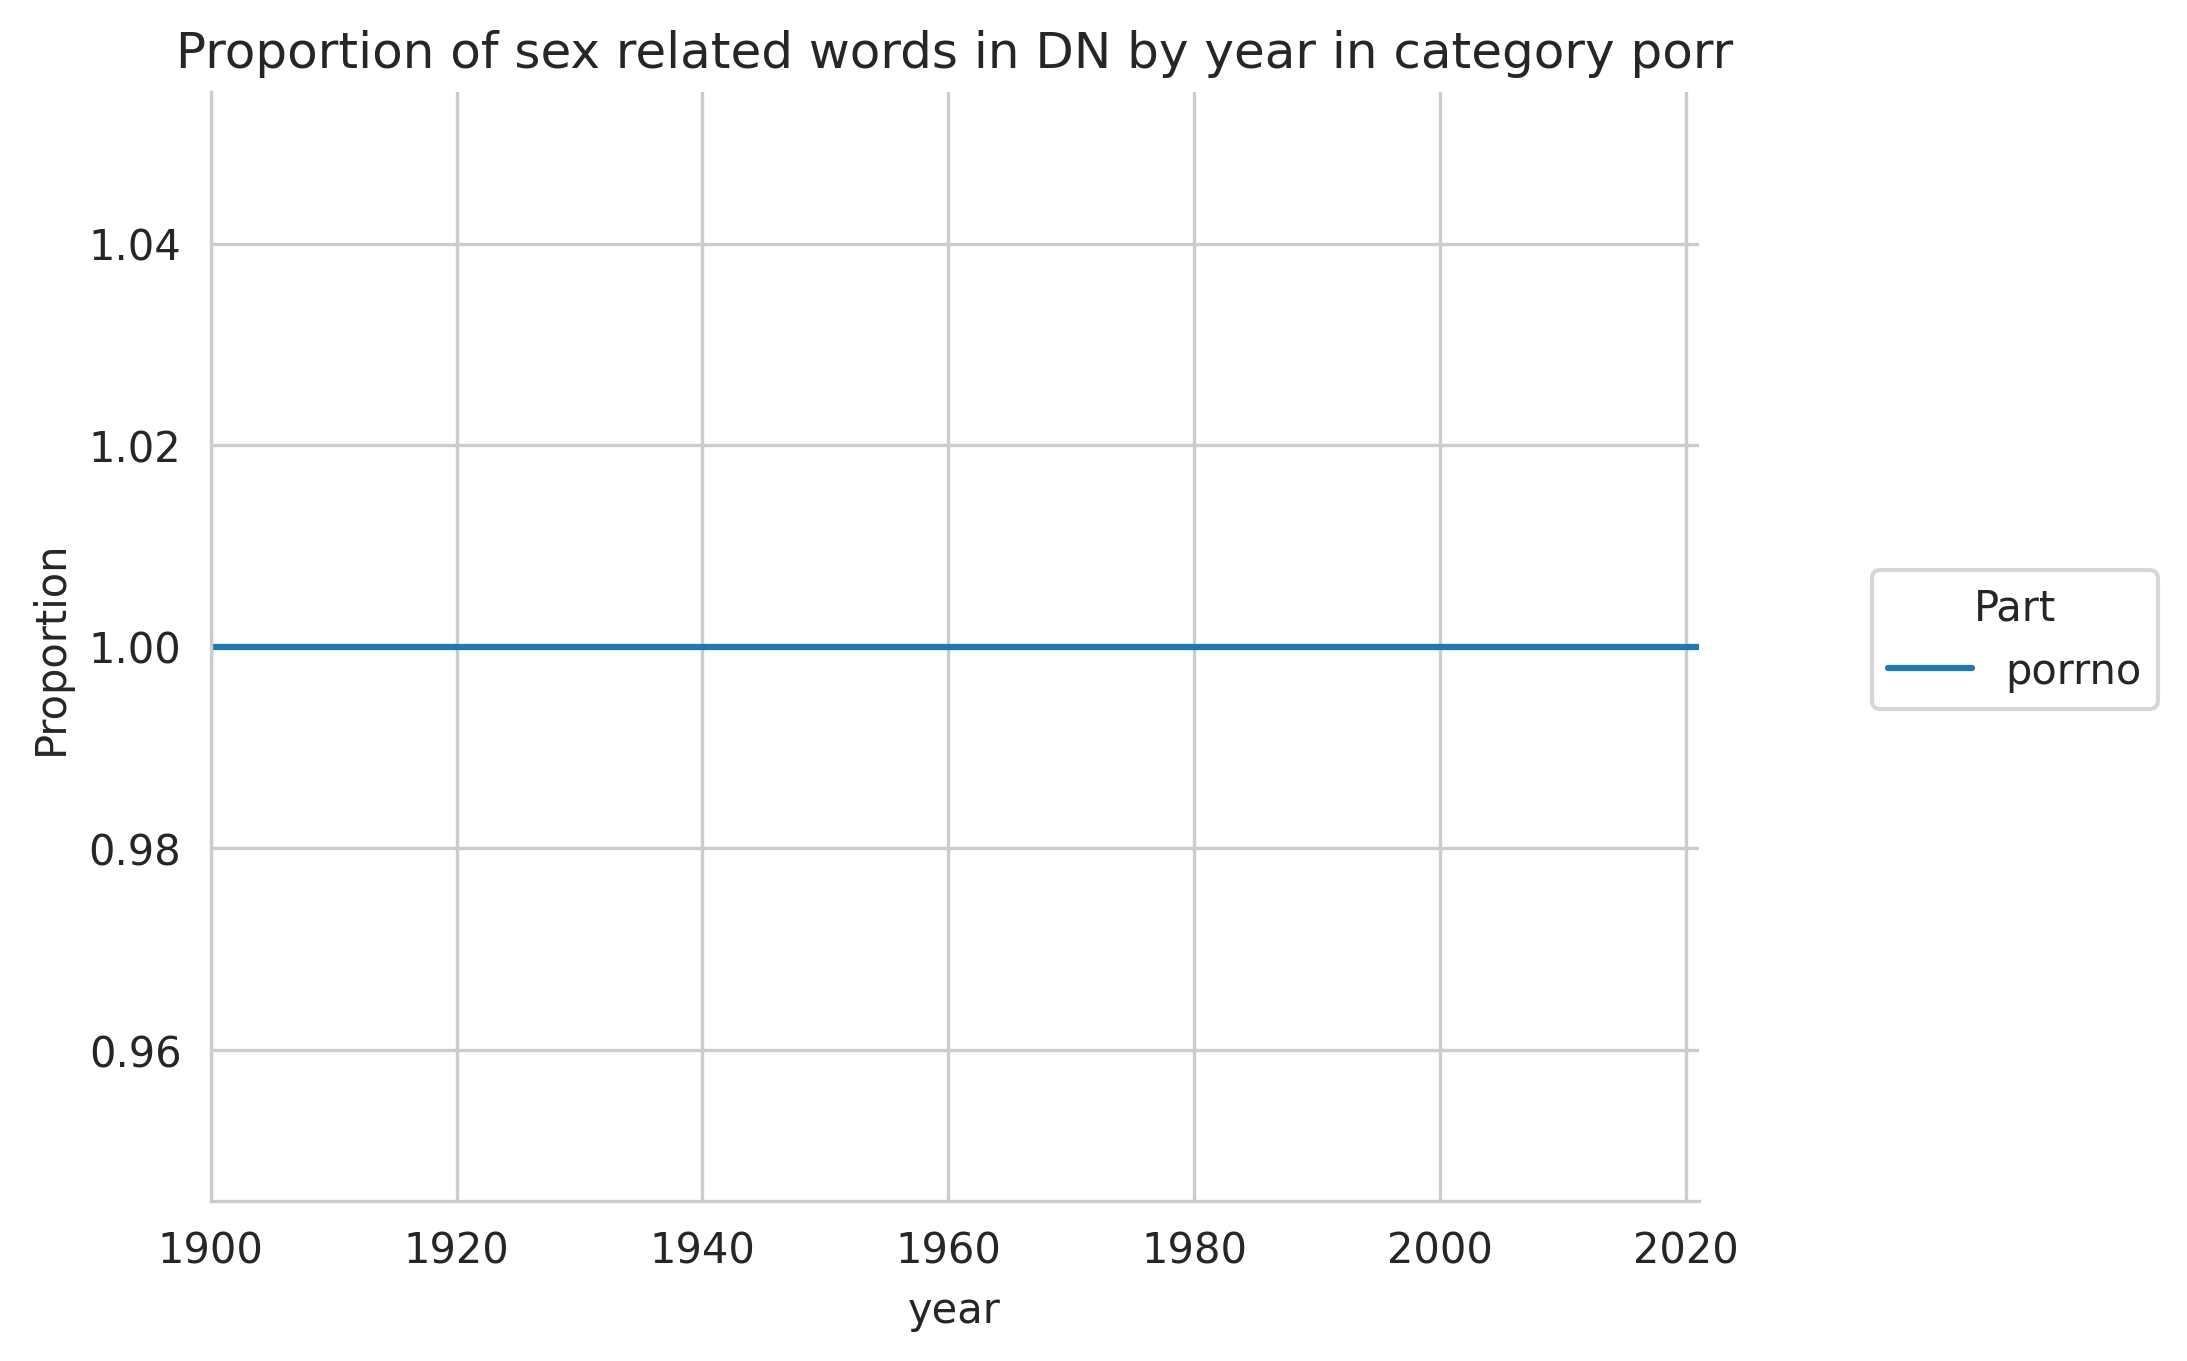 Proportion of sex related words in DN by year in category porr
1.04
1.02
1.00
0.98
0.96
Proportion
1900 1920 1940 1960 1980 2000 2020
year
Part
porrno